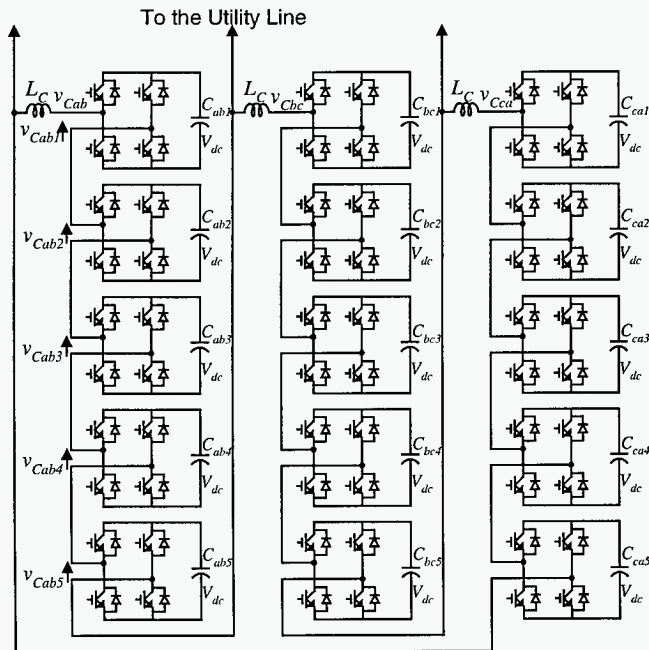 To the Utility Line
L_C v_Cab C_ab1 L_C v_Cbc C_bc1 L_C v_Cca C_ca1
v_Cab1 V_dc V_dc V_dc
C_ab2 C_bc2 C_ca2
v_Cab2 V_dc V_dc V_dc
C_ab3 C_bc3 C_ca3
v_Cab3 V_dc V_dc V_dc
C_ab4 C_bc4 C_ca4
v_Cab4 V_dc V_dc V_dc
C_ab5 C_bc5 C_ca5
v_Cab5 V_dc V_dc V_dc